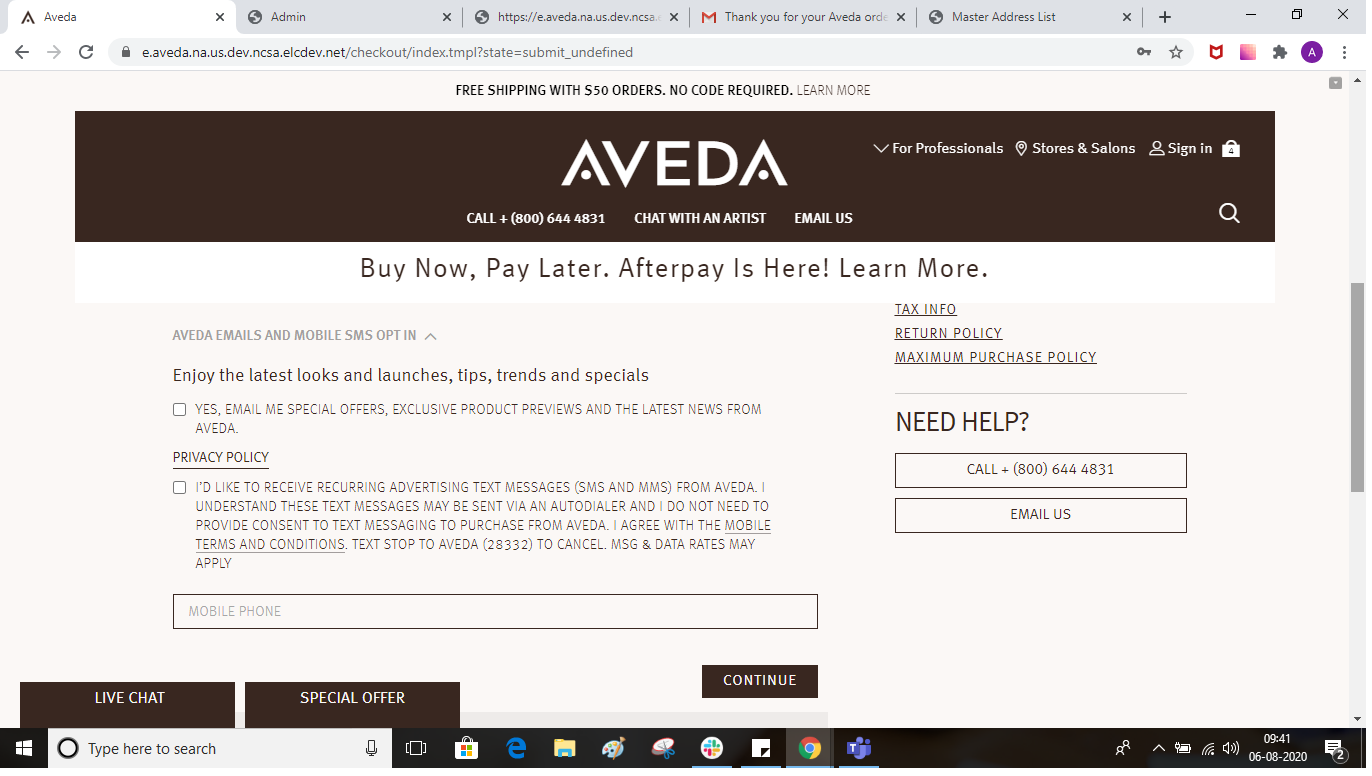 Aveda
Admin
https://e.aveda.na.us.dev.ncsa.e
Thank you for your Aveda orde
Master Address List
e.aveda.na.us.dev.ncsa.elcdev.net/checkout/index.tmpl?state=submit_undefined
A
FREE SHIPPING WITH $50 ORDERS. NO CODE REQUIRED. LEARN MORE
For Professionals
Stores & Salons
Sign in
4
AVEDA
CALL + (800) 644 4831
CHAT WITH AN ARTIST
EMAIL US
Buy Now, Pay Later. Afterpay Is Here! Learn More.
TAX INFO
RETURN POLICY
MAXIMUM PURCHASE POLICY
AVEDA EMAILS AND MOBILE SMS OPT IN
Enjoy the latest looks and launches, tips, trends and specials
YES, EMAIL ME SPECIAL OFFERS, EXCLUSIVE PRODUCT PREVIEWS AND THE LATEST NEWS FROM
AVEDA.
PRIVACY POLICY
I'D LIKE TO RECEIVE RECURRING ADVERTISING TEXT MESSAGES (SMS AND MMS) FROM AVEDA. I
UNDERSTAND THESE TEXT MESSAGES MAY BE SENT VIA AN AUTODIALER AND I DO NOT NEED TO
PROVIDE CONSENT TO TEXT MESSAGING TO PURCHASE FROM AVEDA. I AGREE WITH THE MOBILE
TERMS AND CONDITIONS. TEXT STOP TO AVEDA (28332) TO CANCEL. MSG & DATA RATES MAY
APPLY
MOBILE PHONE
CONTINUE
NEED HELP?
CALL + (800) 644 4831
EMAIL US
LIVE CHAT
SPECIAL OFFER
Type here to search
09:41
06-08-2020
2